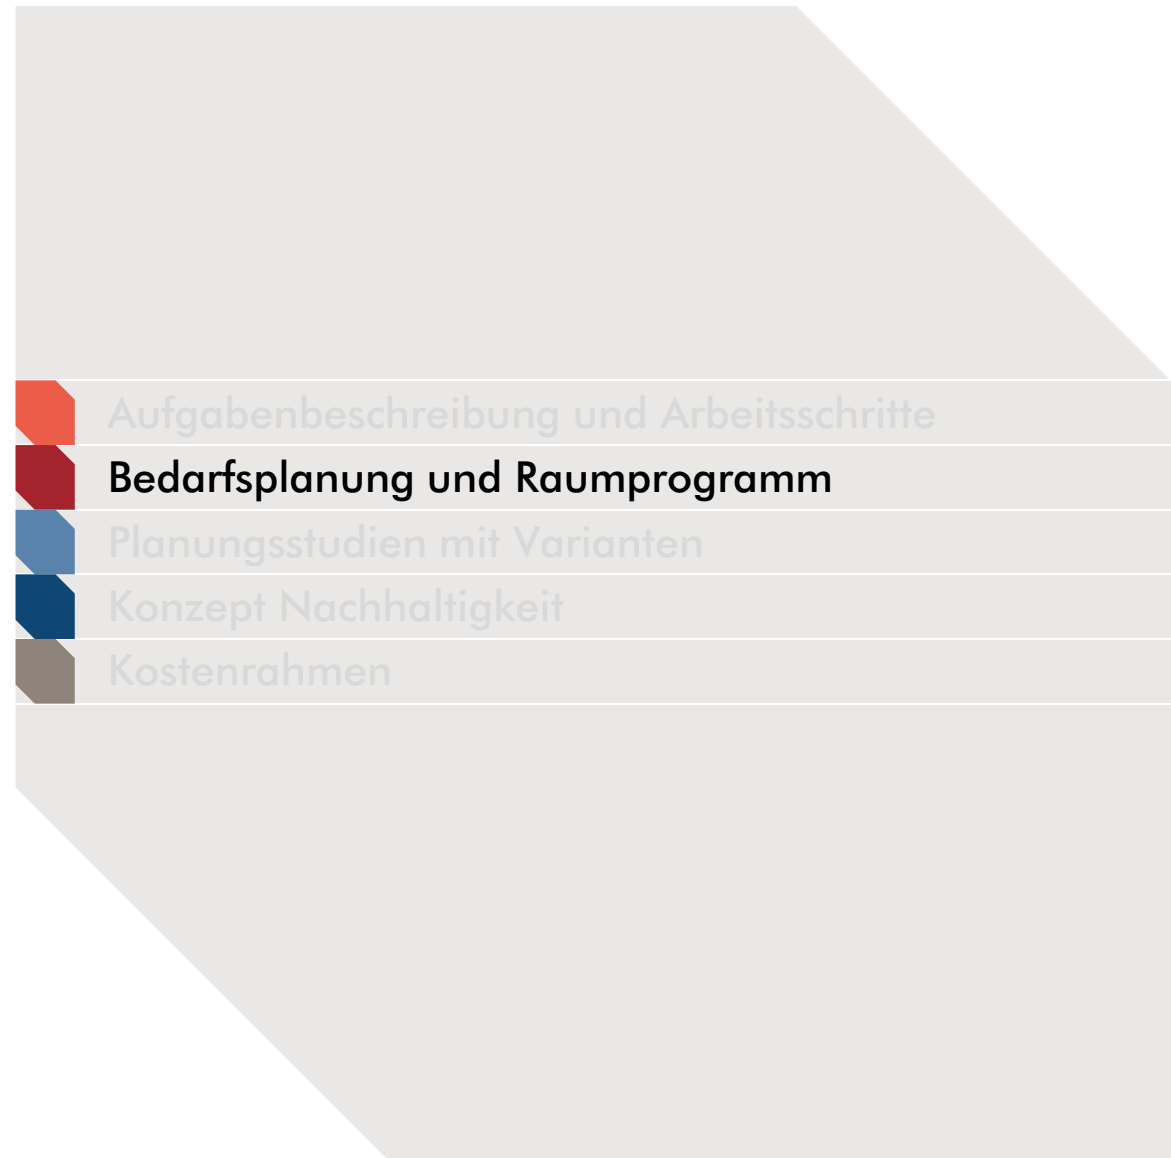 Aufgabenbeschreibung und Arbeitsschritte
Bedarfsplanung und Raumprogramm
Planungsstudien mit Varianten
Konzept Nachhaltigkeit
Kostenrahmen